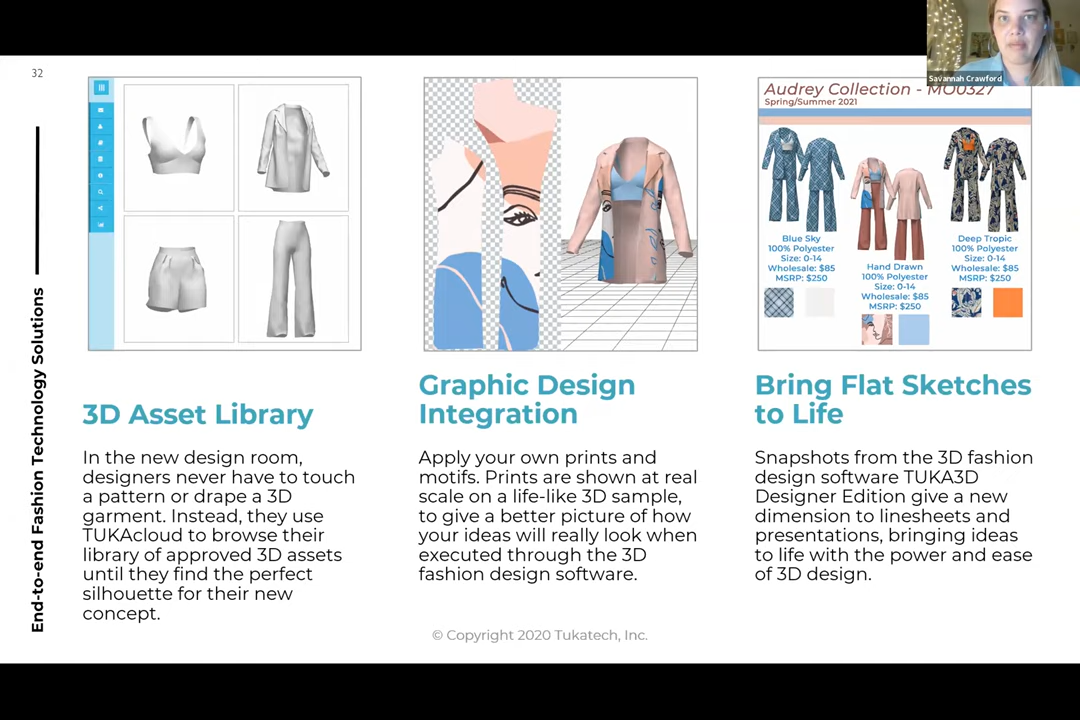 Savannah Crawford
32
End-to-end Fashion Technology Solutions
Audrey Collection - MO0327
Spring/Summer 2021
Blue Sky
100% Polyester
Size: 0-14
Wholesale: $85
MSRP: $250
Hand Drawn
100% Polyester
Size: 0-14
Wholesale: $85
MSRP: $250
Deep Tropic
100% Polyester
Size: 0-14
Wholesale: $85
MSRP: $250
3D Asset Library
In the new design room,
designers never have to touch
a pattern or drape a 3D
garment. Instead, they use
TUKAcloud to browse their
library of approved 3D assets
until they find the perfect
silhouette for their new
concept.
Graphic Design
Integration
Apply your own prints and
motifs. Prints are shown at real
scale on a life-like 3D sample,
to give a better picture of how
your ideas will really look when
executed through the 3D
fashion design software.
Bring Flat Sketches
to Life
Snapshots from the 3D fashion
design software TUKA3D
Designer Edition give a new
dimension to linesheets and
presentations, bringing ideas
to life with the power and ease
of 3D design.
© Copyright 2020 Tukatech, Inc.